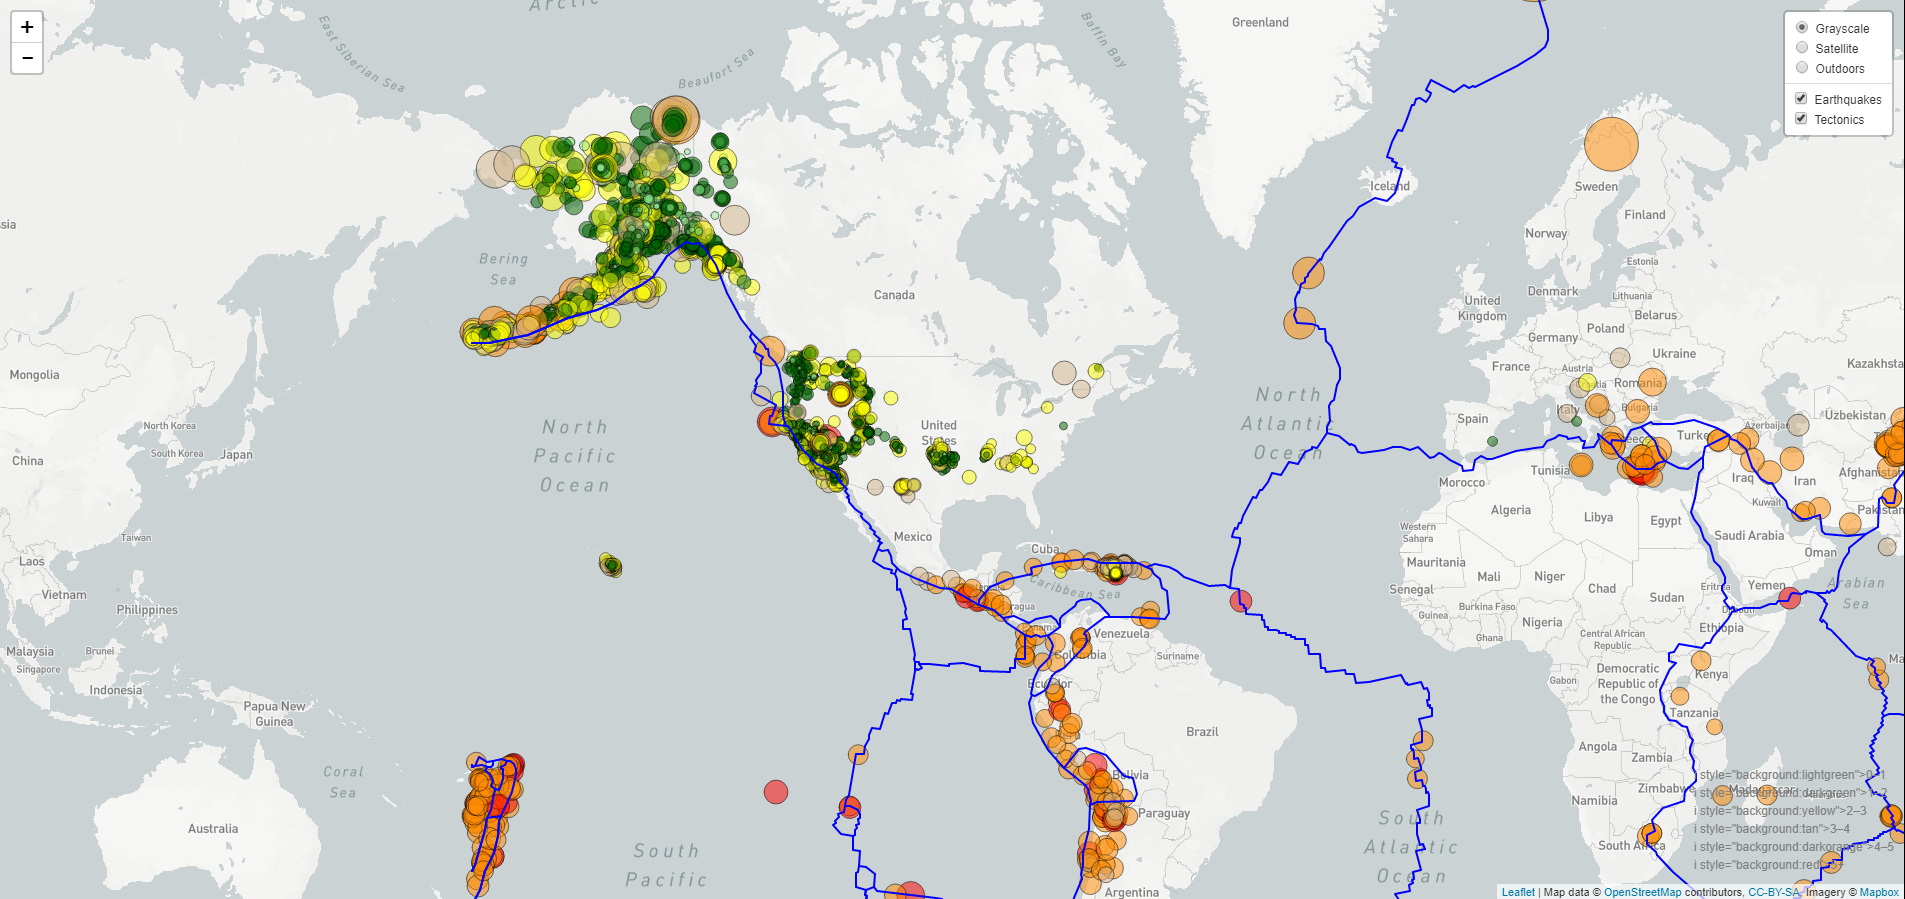 +
−
Arctic
East Siberian Sea
Beaufort Sea
Baffin Bay
Greenland
Grayscale
Satellite
Outdoors
Earthquakes
Tectonics
Iceland
Sweden
Finland
Norway
Bering
Sea
Canada
Estonia
Denmark
Lithuania
United
Kingdom
Belarus
Poland
Germany
Ukraine
Mongolia
France
Austria
Kazakhsta
Romania
North
Atlantic
Ocean
Italy
Bulgaria
Spain
Uzbekistan
North Korea
South Korea
Japan
China
North
Pacific
Ocean
United
States
Azerbaijan
Tunisia
Morocco
Iraq
Iran
Afghanistan
Kuwait
Pakistan
Algeria
Libya
Egypt
Western
Sahara
Saudi Arabia
Taiwan
Mexico
Cuba
Oman
Laos
Mauritania
Mali
Niger
Chad
Sudan
Yemen
Arabian
Sea
Caribbean Sea
Vietnam
Philippines
Senegal
Guinea
Burkina Faso
Ghana
Nigeria
Ethiopia
Central African
Republic
Venezuela
Colombia
Suriname
Malaysia
Brunei
Singapore
Indonesia
Ecuador
Gabon
Democratic
Republic of
the Congo
Kenya
Tanzania
Papua New
Guinea
Brazil
Angola
Zambia
Coral
Sea
Bolivia
i style="background:lightgreen">0–1
Zimbabwe
Madagascar
i style="background:darkgreen">1–2
Namibia
i style="background:yellow">2–3
Paraguay
Australia
South
Atlantic
Ocean
i style="background:tan">3–4
South Africa
i style="background:darkorange">4–5
South
Pacific
i style="background:red">5+
Argentina
Leaflet | Map data © OpenStreetMap contributors, CC-BY-SA, Imagery © Mapbox